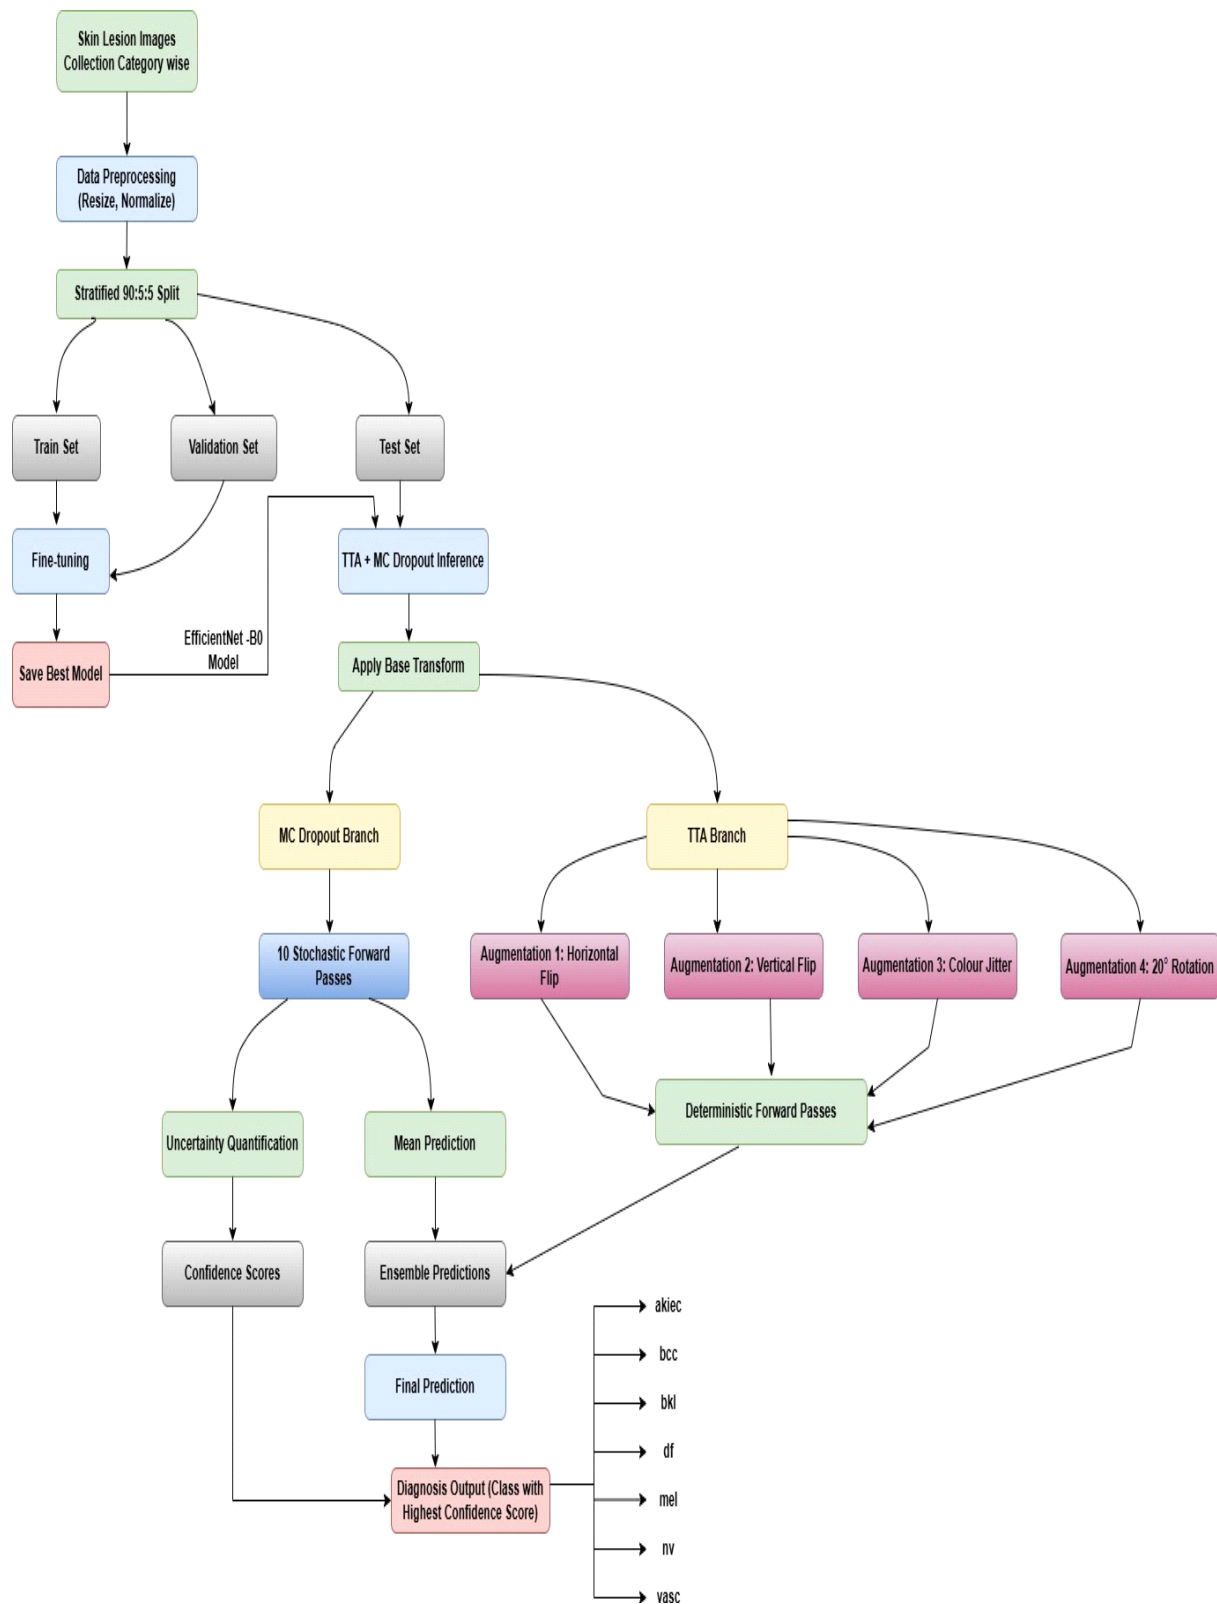 Skin Lesion Images
Collection Category wise
Data Preprocessing
(Resize, Normalize)
Stratified 90:5:5 Split
Train Set
Validation Set
Test Set
Fine-tuning
TTA + MC Dropout Inference
EfficientNet -B0
Model
Save Best Model
Apply Base Transform
MC Dropout Branch
TTA Branch
10 Stochastic Forward
Passes
Augmentation 1: Horizontal
Flip
Augmentation 2: Vertical Flip
Augmentation 3: Colour Jitter
Augmentation 4: 20° Rotation
Deterministic Forward Passes
Uncertainty Quantification
Mean Prediction
Confidence Scores
Ensemble Predictions
Final Prediction
Diagnosis Output (Class with
Highest Confidence Score)
akiec
bcc
bkl
df
mel
nv
vasc